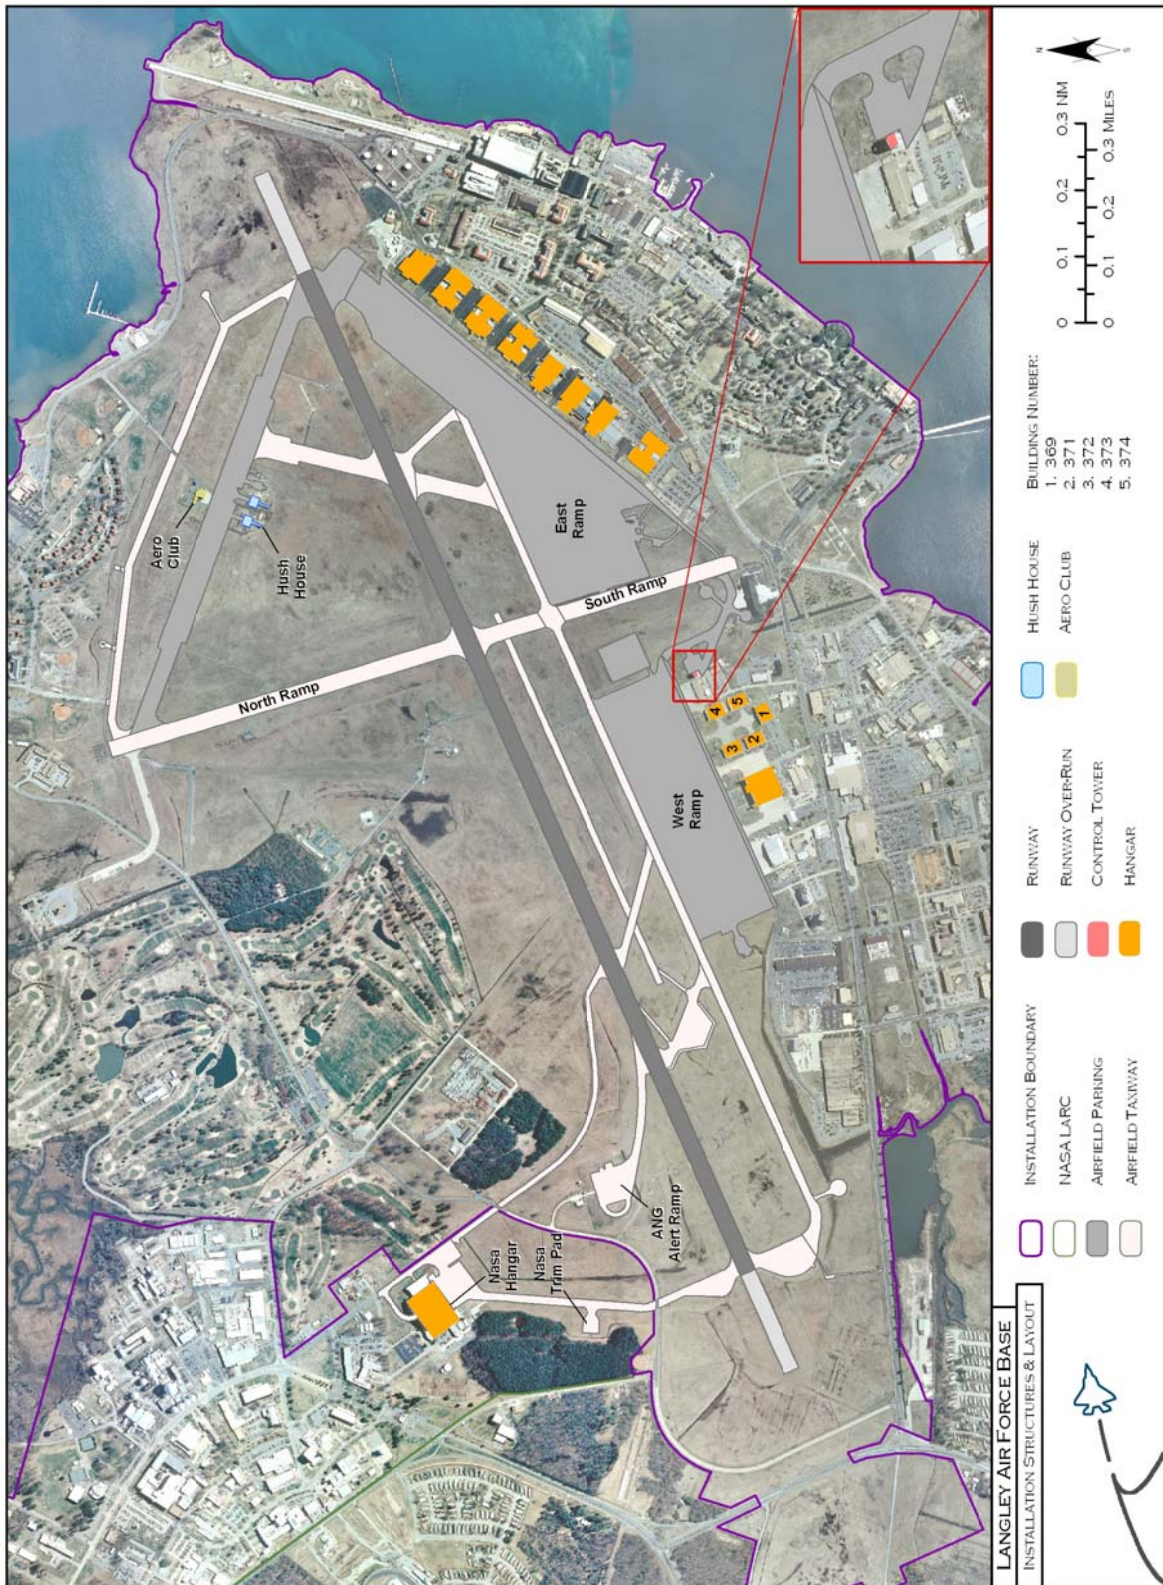 Aero
Club
Hush
House
North Ramp
South Ramp
East
Ramp
West
Ramp
4
5
3
2
1
Nasa
Hangar
Nasa
Trim Pad
ANG
Alert Ramp
LANGLEY AIR FORCE BASE
INSTALLATION STRUCTURES & LAYOUT
INSTALLATION BOUNDARY
NASA LARC
AIRFIELD PARKING
AIRFIELD TAXIWAY
RUNWAY
RUNWAY OVER-RUN
CONTROL TOWER
HANGAR
HUSH HOUSE
AERO CLUB
BUILDING NUMBER:
1. 369
2. 371
3. 372
4. 373
5. 374
0 0.1 0.2 0.3 NM
0 0.1 0.2 0.3 MILES
N
S